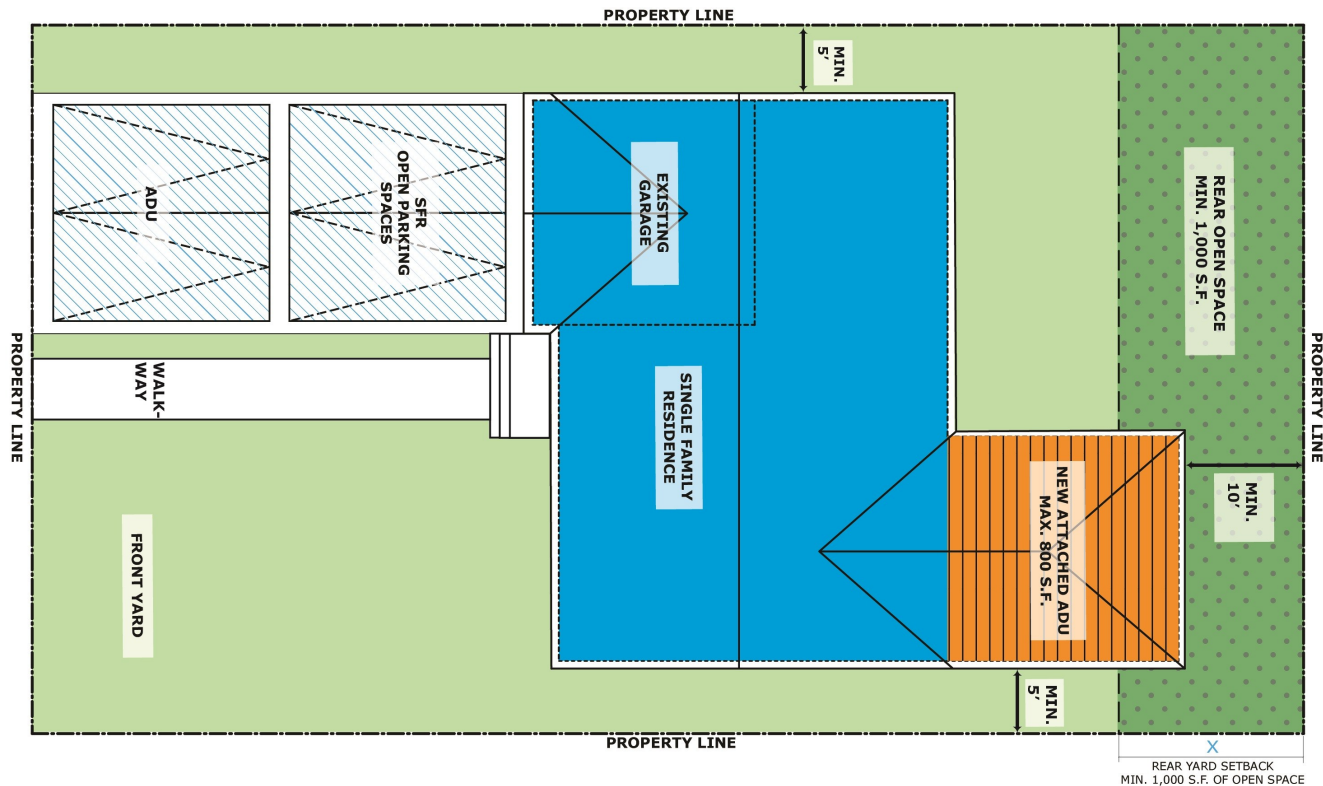 PROPERTY LINE
MIN.
5'
REAR OPEN SPACE
MIN. 1,000 S.F.
EXISTING
GARAGE
SFR
OPEN PARKING
SPACES
ADU
PROPERTY LINE
PROPERTY LINE
WALK-
WAY
SINGLE FAMILY
RESIDENCE
NEW ATTACHED ADU
MAX. 800 S.F.
MIN.
10'
FRONT YARD
MIN.
5'
PROPERTY LINE
X
REAR YARD SETBACK
MIN. 1,000 S.F. OF OPEN SPACE